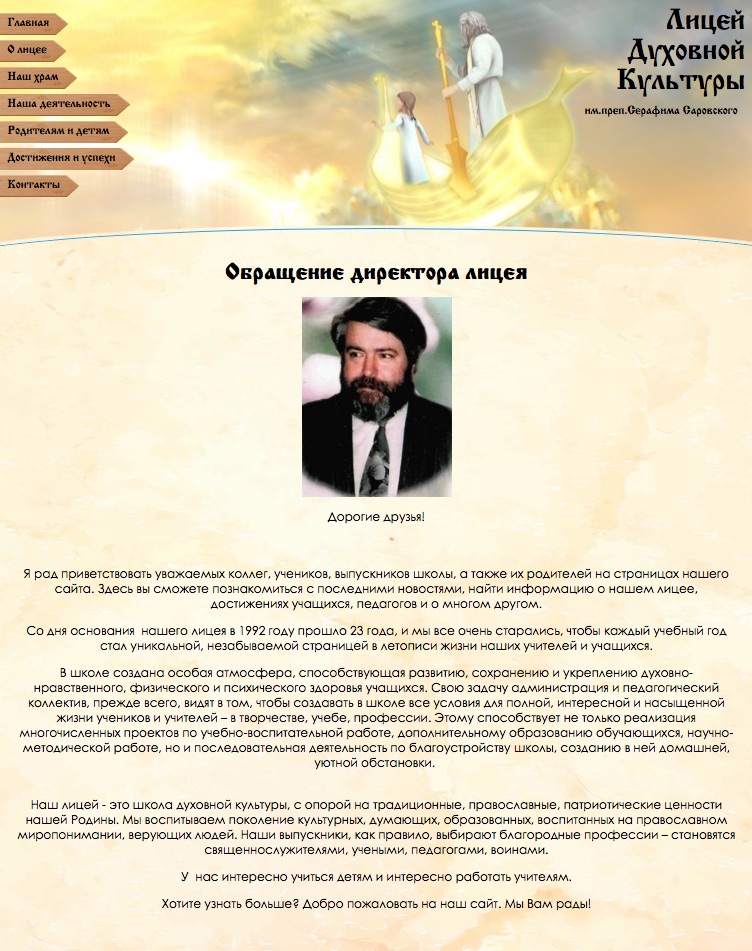 Главная
О лицее
Наш храм
Наша деятельность
Родителям и детям
Достижения и успехи
Контакты
Лицей
Духовной
Культуры
им.преп.Серафима Саровского
Обращение директора лицея
Дорогие друзья!
Я рад приветствовать уважаемых коллег, учеников, выпускников школы, а также их родителей на страницах нашего
сайта. Здесь вы сможете познакомиться с последними новостями, найти информацию о нашем лицее,
достижениях учащихся, педагогов и о многом другом.
Со дня основания нашего лицея в 1992 году прошло 23 года, и мы все очень старались, чтобы каждый учебный год
стал уникальной, незабываемой страницей в летописи жизни наших учителей и учащихся.
В школе создана особая атмосфера, способствующая развитию, сохранению и укреплению духовно-
нравственного, физического и психического здоровья учащихся. Свою задачу администрация и педагогический
коллектив, прежде всего, видят в том, чтобы создавать в школе все условия для полной, интересной и насыщенной
жизни учеников и учителей – в творчестве, учебе, профессии. Этому способствует не только реализация
многочисленных проектов по учебно-воспитательной работе, дополнительному образованию обучающихся, научно-
методической работе, но и последовательная деятельность по благоустройству школы, созданию в ней домашней,
уютной обстановки.
Наш лицей - это школа духовной культуры, с опорой на традиционные, православные, патриотические ценности
нашей Родины. Мы воспитываем поколение культурных, думающих, образованных, воспитанных на православном
миропонимании, верующих людей. Наши выпускники, как правило, выбирают благородные профессии – становятся
священнослужителями, учеными, педагогами, воинами.
У нас интересно учиться детям и интересно работать учителям.
Хотите узнать больше? Добро пожаловать на наш сайт. Мы Вам рады!